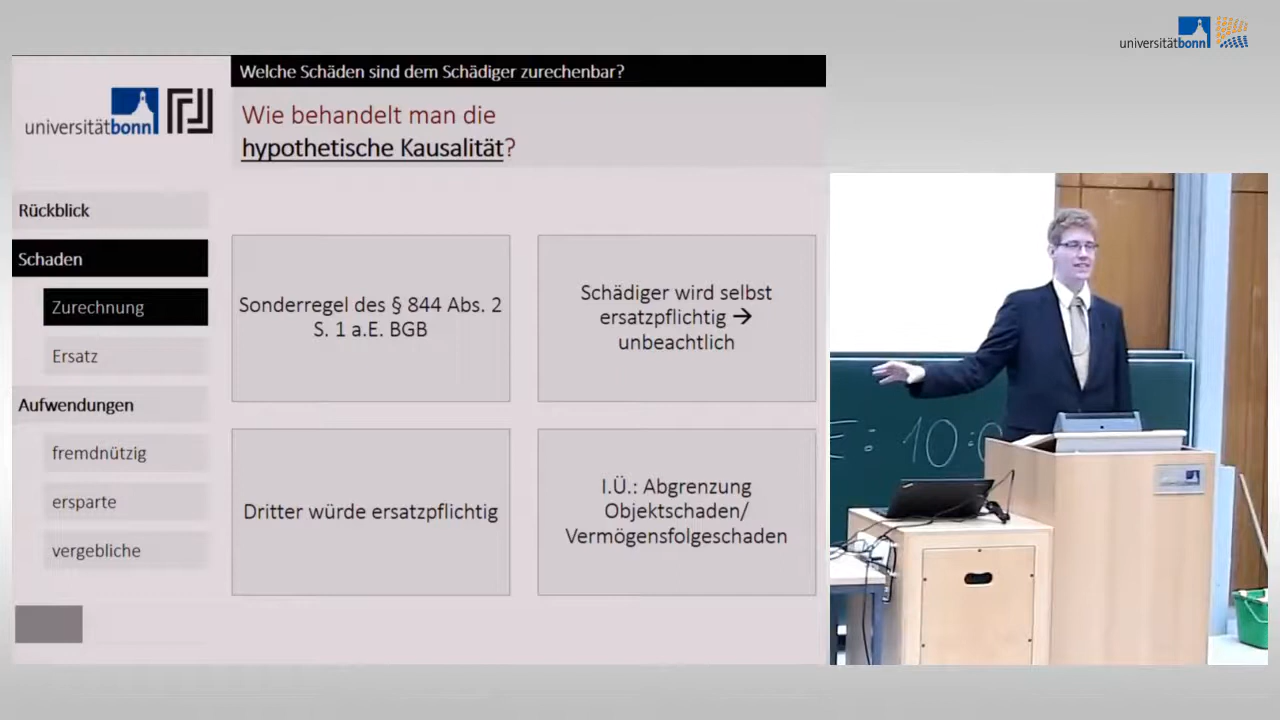 universitätbonn
Welche Schäden sind dem Schädiger zurechenbar?
universitätbonn
Wie behandelt man die
hypothetische Kausalität?
Rückblick
Schaden
Zurechnung
Ersatz
Aufwendungen
fremdnützig
ersparte
vergebliche
Sonderregel des § 844 Abs. 2
S. 1 a.E. BGB
Schädiger wird selbst
ersatzpflichtig →
unbeachtlich
Dritter würde ersatzpflichtig
I.Ü.: Abgrenzung
Objektschaden/
Vermögensfolgeschaden
: 10:0